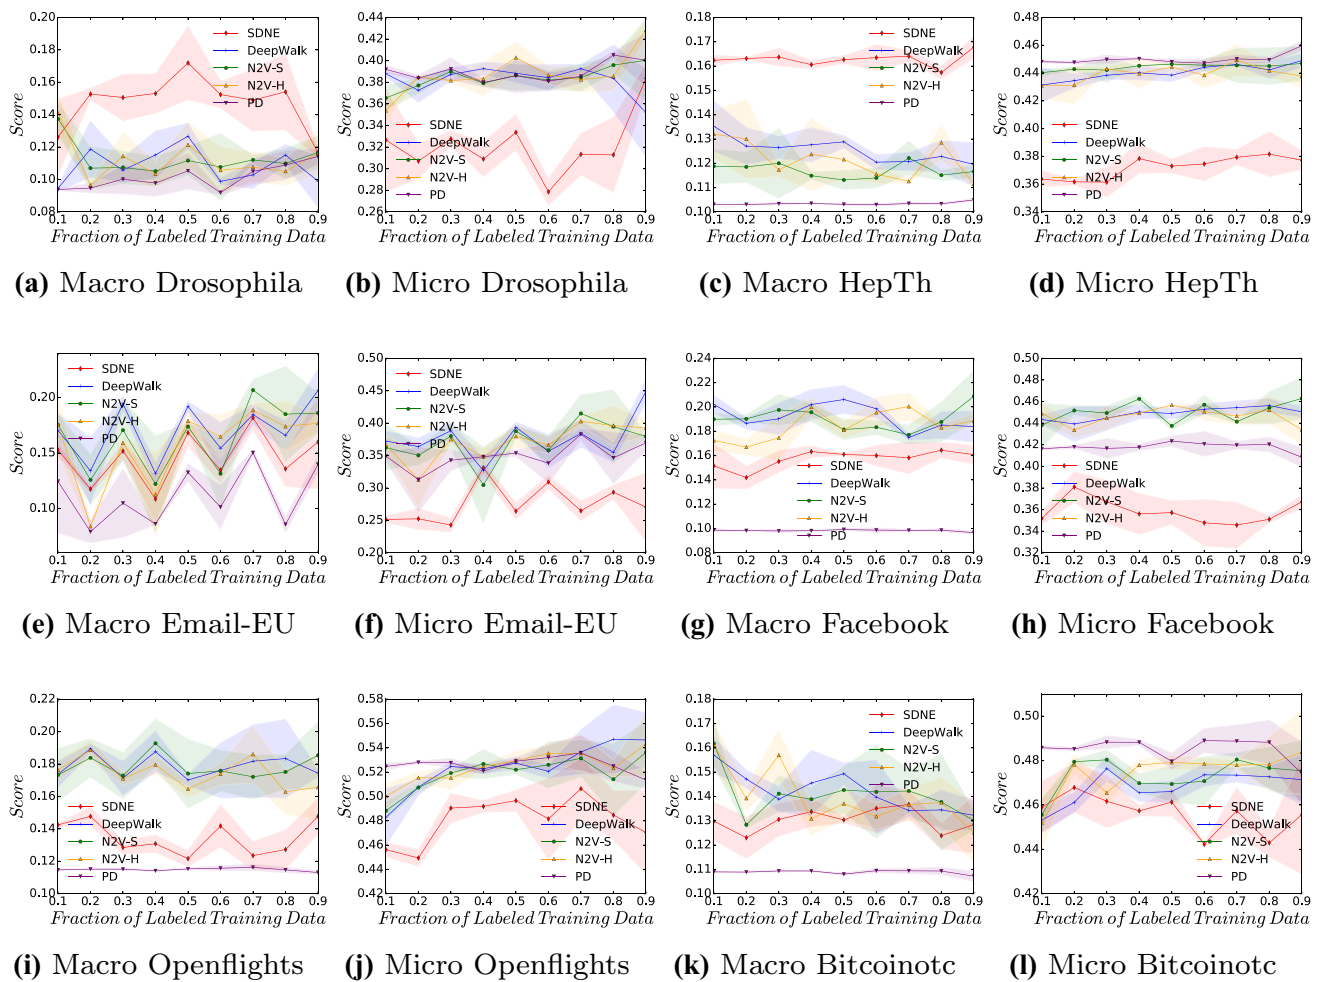 0.20
0.18
0.16
0.14
0.12
0.10
0.08
Score
SDNE
DeepWalk
N2V-S
N2V-H
PD
0.1 0.2 0.3 0.4 0.5 0.6 0.7 0.8 0.9
Fraction of Labeled Training Data
(a) Macro Drosophila
0.44
0.42
0.40
0.38
0.36
0.34
0.32
0.30
0.28
0.26
Score
SDNE
DeepWalk
N2V-S
N2V-H
PD
0.1 0.2 0.3 0.4 0.5 0.6 0.7 0.8 0.9
Fraction of Labeled Training Data
(b) Micro Drosophila
0.18
0.17
0.16
0.15
0.14
0.13
0.12
0.11
0.10
Score
SDNE
DeepWalk
N2V-S
N2V-H
PD
0.1 0.2 0.3 0.4 0.5 0.6 0.7 0.8 0.9
Fraction of Labeled Training Data
(c) Macro HepTh
0.48
0.46
0.44
0.42
0.40
0.38
0.36
0.34
Score
SDNE
DeepWalk
N2V-S
N2V-H
PD
0.1 0.2 0.3 0.4 0.5 0.6 0.7 0.8 0.9
Fraction of Labeled Training Data
(d) Micro HepTh
0.20
0.15
0.10
Score
SDNE
DeepWalk
N2V-S
N2V-H
PD
0.1 0.2 0.3 0.4 0.5 0.6 0.7 0.8 0.9
Fraction of Labeled Training Data
(e) Macro Email-EU
0.50
0.45
0.40
0.35
0.30
0.25
0.20
Score
SDNE
DeepWalk
N2V-S
N2V-H
PD
0.1 0.2 0.3 0.4 0.5 0.6 0.7 0.8 0.9
Fraction of Labeled Training Data
(f) Micro Email-EU
0.24
0.22
0.20
0.18
0.16
0.14
0.12
0.10
0.08
Score
SDNE
DeepWalk
N2V-S
N2V-H
PD
0.1 0.2 0.3 0.4 0.5 0.6 0.7 0.8 0.9
Fraction of Labeled Training Data
(g) Macro Facebook
0.50
0.48
0.46
0.44
0.42
0.40
0.38
0.36
0.34
0.32
Score
SDNE
DeepWalk
N2V-S
N2V-H
PD
0.1 0.2 0.3 0.4 0.5 0.6 0.7 0.8 0.9
Fraction of Labeled Training Data
(h) Micro Facebook
0.22
0.20
0.18
0.16
0.14
0.12
0.10
Score
SDNE
DeepWalk
N2V-S
N2V-H
PD
0.1 0.2 0.3 0.4 0.5 0.6 0.7 0.8 0.9
Fraction of Labeled Training Data
(i) Macro Openflights
0.58
0.56
0.54
0.52
0.50
0.48
0.46
0.44
0.42
Score
SDNE
DeepWalk
N2V-S
N2V-H
PD
0.1 0.2 0.3 0.4 0.5 0.6 0.7 0.8 0.9
Fraction of Labeled Training Data
(j) Micro Openflights
0.18
0.17
0.16
0.15
0.14
0.13
0.12
0.11
0.10
Score
SDNE
DeepWalk
N2V-S
N2V-H
PD
0.1 0.2 0.3 0.4 0.5 0.6 0.7 0.8 0.9
Fraction of Labeled Training Data
(k) Macro Bitcoinotc
0.50
0.48
0.46
0.44
0.42
Score
SDNE
DeepWalk
N2V-S
N2V-H
PD
0.1 0.2 0.3 0.4 0.5 0.6 0.7 0.8 0.9
Fraction of Labeled Training Data
(l) Micro Bitcoinotc